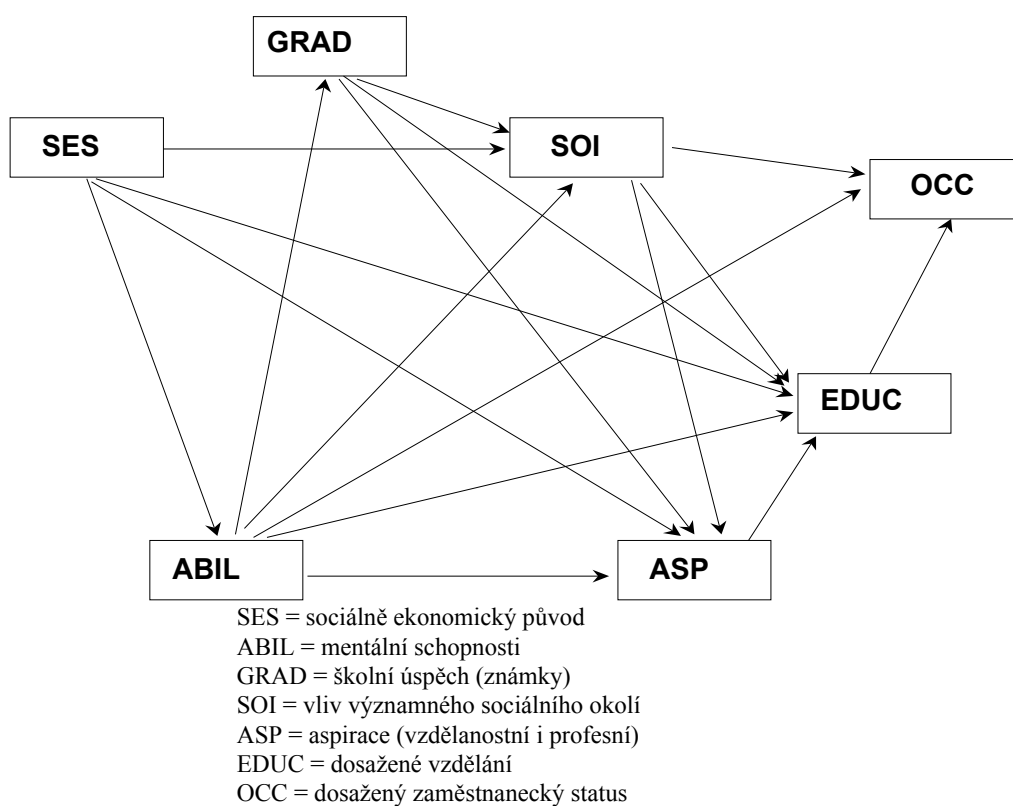 GRAD
SES
SOI
OCC
EDUC
ABIL
ASP
SES = sociálně ekonomický původ
ABIL = mentální schopnosti
GRAD = školní úspěch (známky)
SOI = vliv významného sociálního okolí
ASP = aspirace (vzdělanostní i profesní)
EDUC = dosažené vzdělání
OCC = dosažený zaměstnanecký status